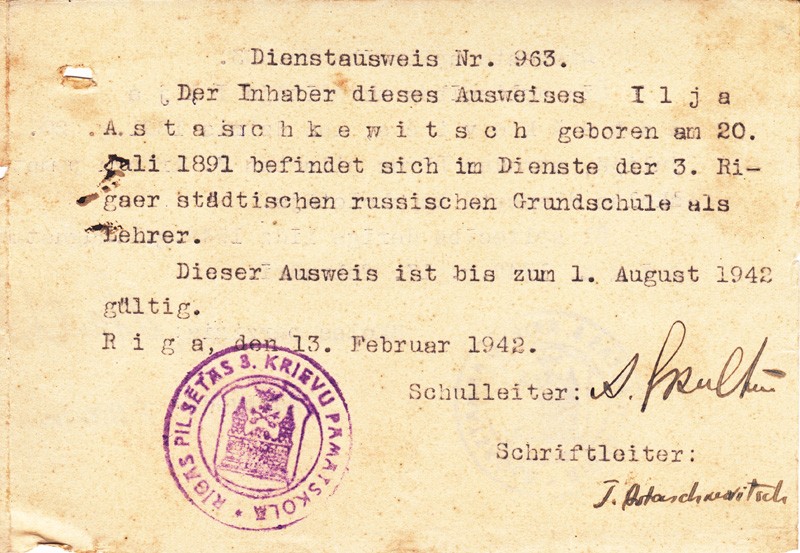 Dienstausweis Nr. 963.
Der Inhaber dieses Ausweises I l j a
A s t a s c h k e w i t s c h geboren am 20.
Juli 1891 befindet sich im Dienste der 3. Ri-
gaer städtischen russischen Grundschule als
Lehrer.
Dieser Ausweis ist bis zum 1. August 1942
gültig.
R i g a, den 13. Februar 1942.
Schulleiter:
Schriftleiter:
RIGAS PILSĒTAS 3. KRIEVU PAMATSKOLA *